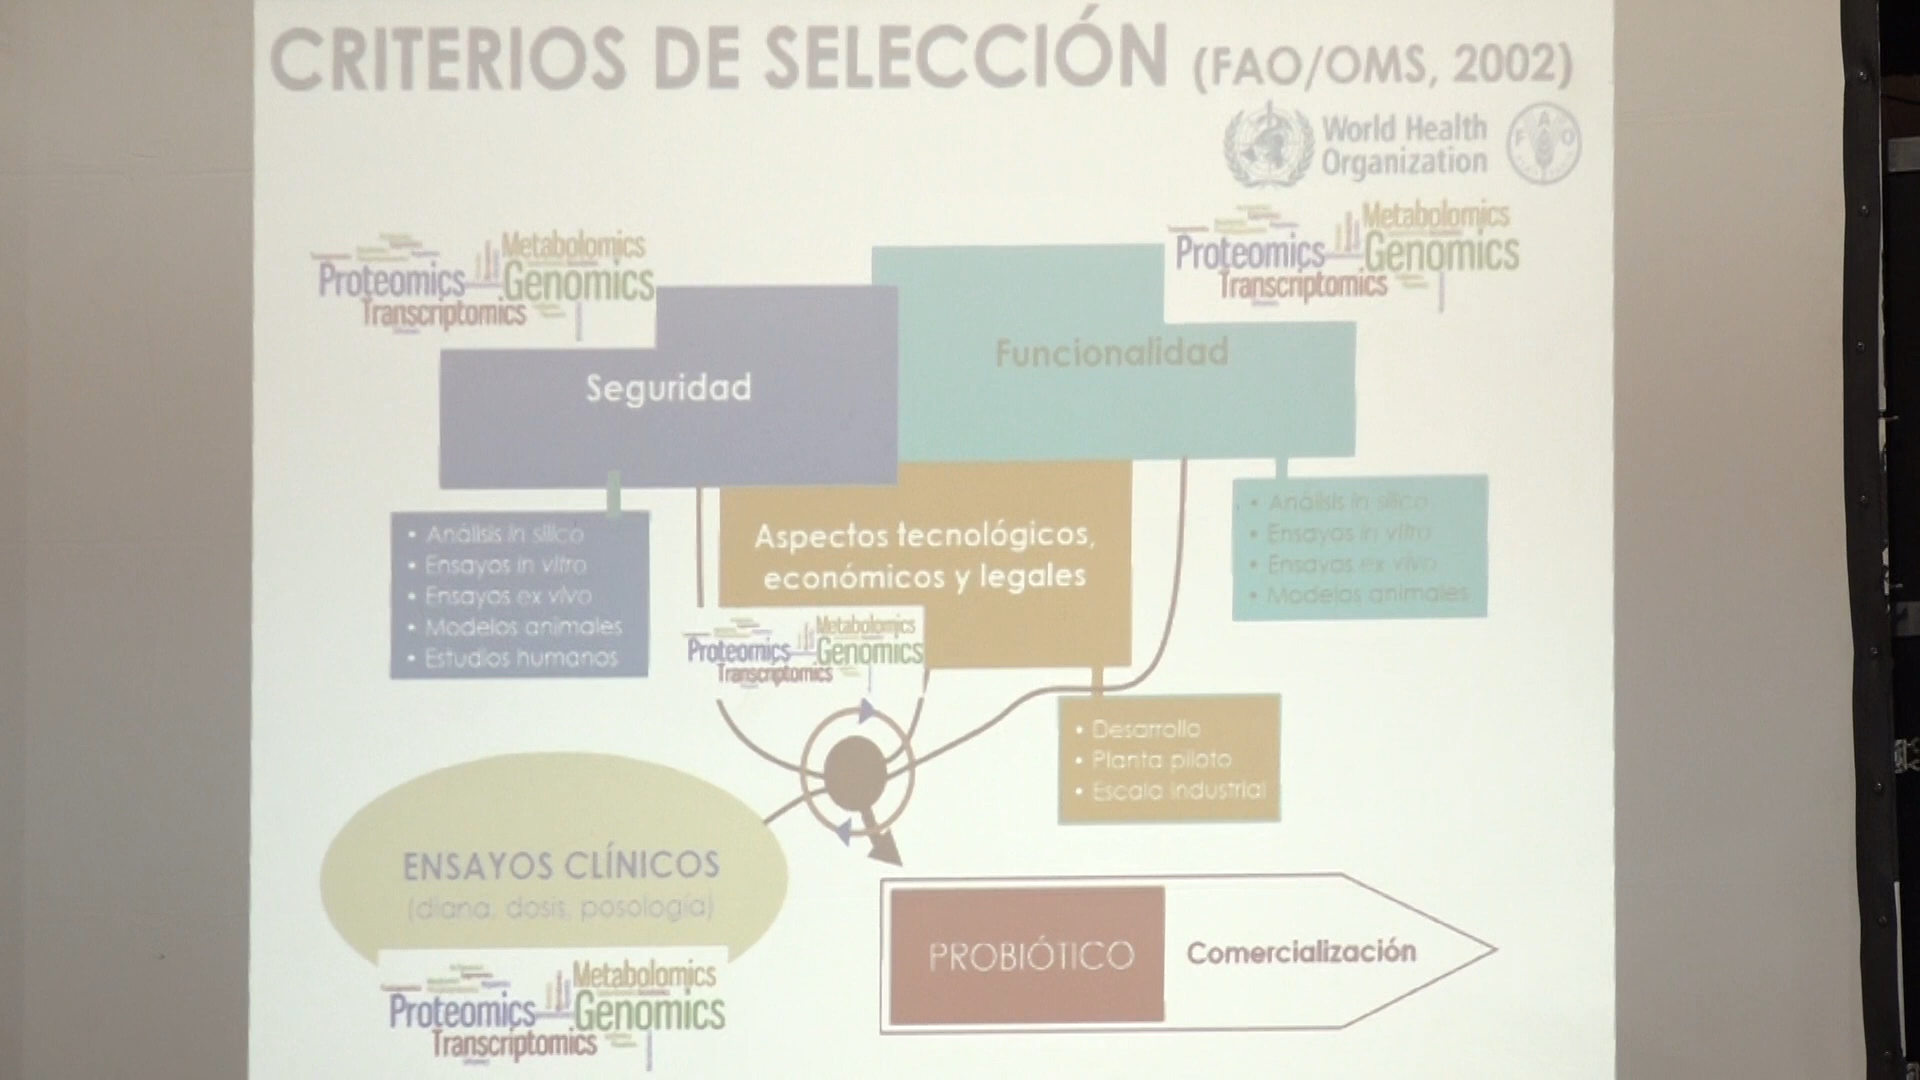 CRITERIOS DE SELECCIÓN (FAO/OMS, 2002)
World Health
Organization
F A O
Metabolomics
Proteomics Genomics
Transcriptomics
Metabolomics
Proteomics Genomics
Transcriptomics
Seguridad
Funcionalidad
• Análisis in silico
• Ensayos in vitro
• Ensayos ex vivo
• Modelos animales
• Estudios humanos
Aspectos tecnológicos,
económicos y legales
• Análisis in silico
• Ensayos in vitro
• Ensayos ex vivo
• Modelos animales
Metabolomics
Proteomics Genomics
Transcriptomics
• Desarrollo
• Planta piloto
• Escala industrial
ENSAYOS CLÍNICOS
(diana, dosis, posología)
Metabolomics
Proteomics Genomics
Transcriptomics
PROBIÓTICO
Comercialización